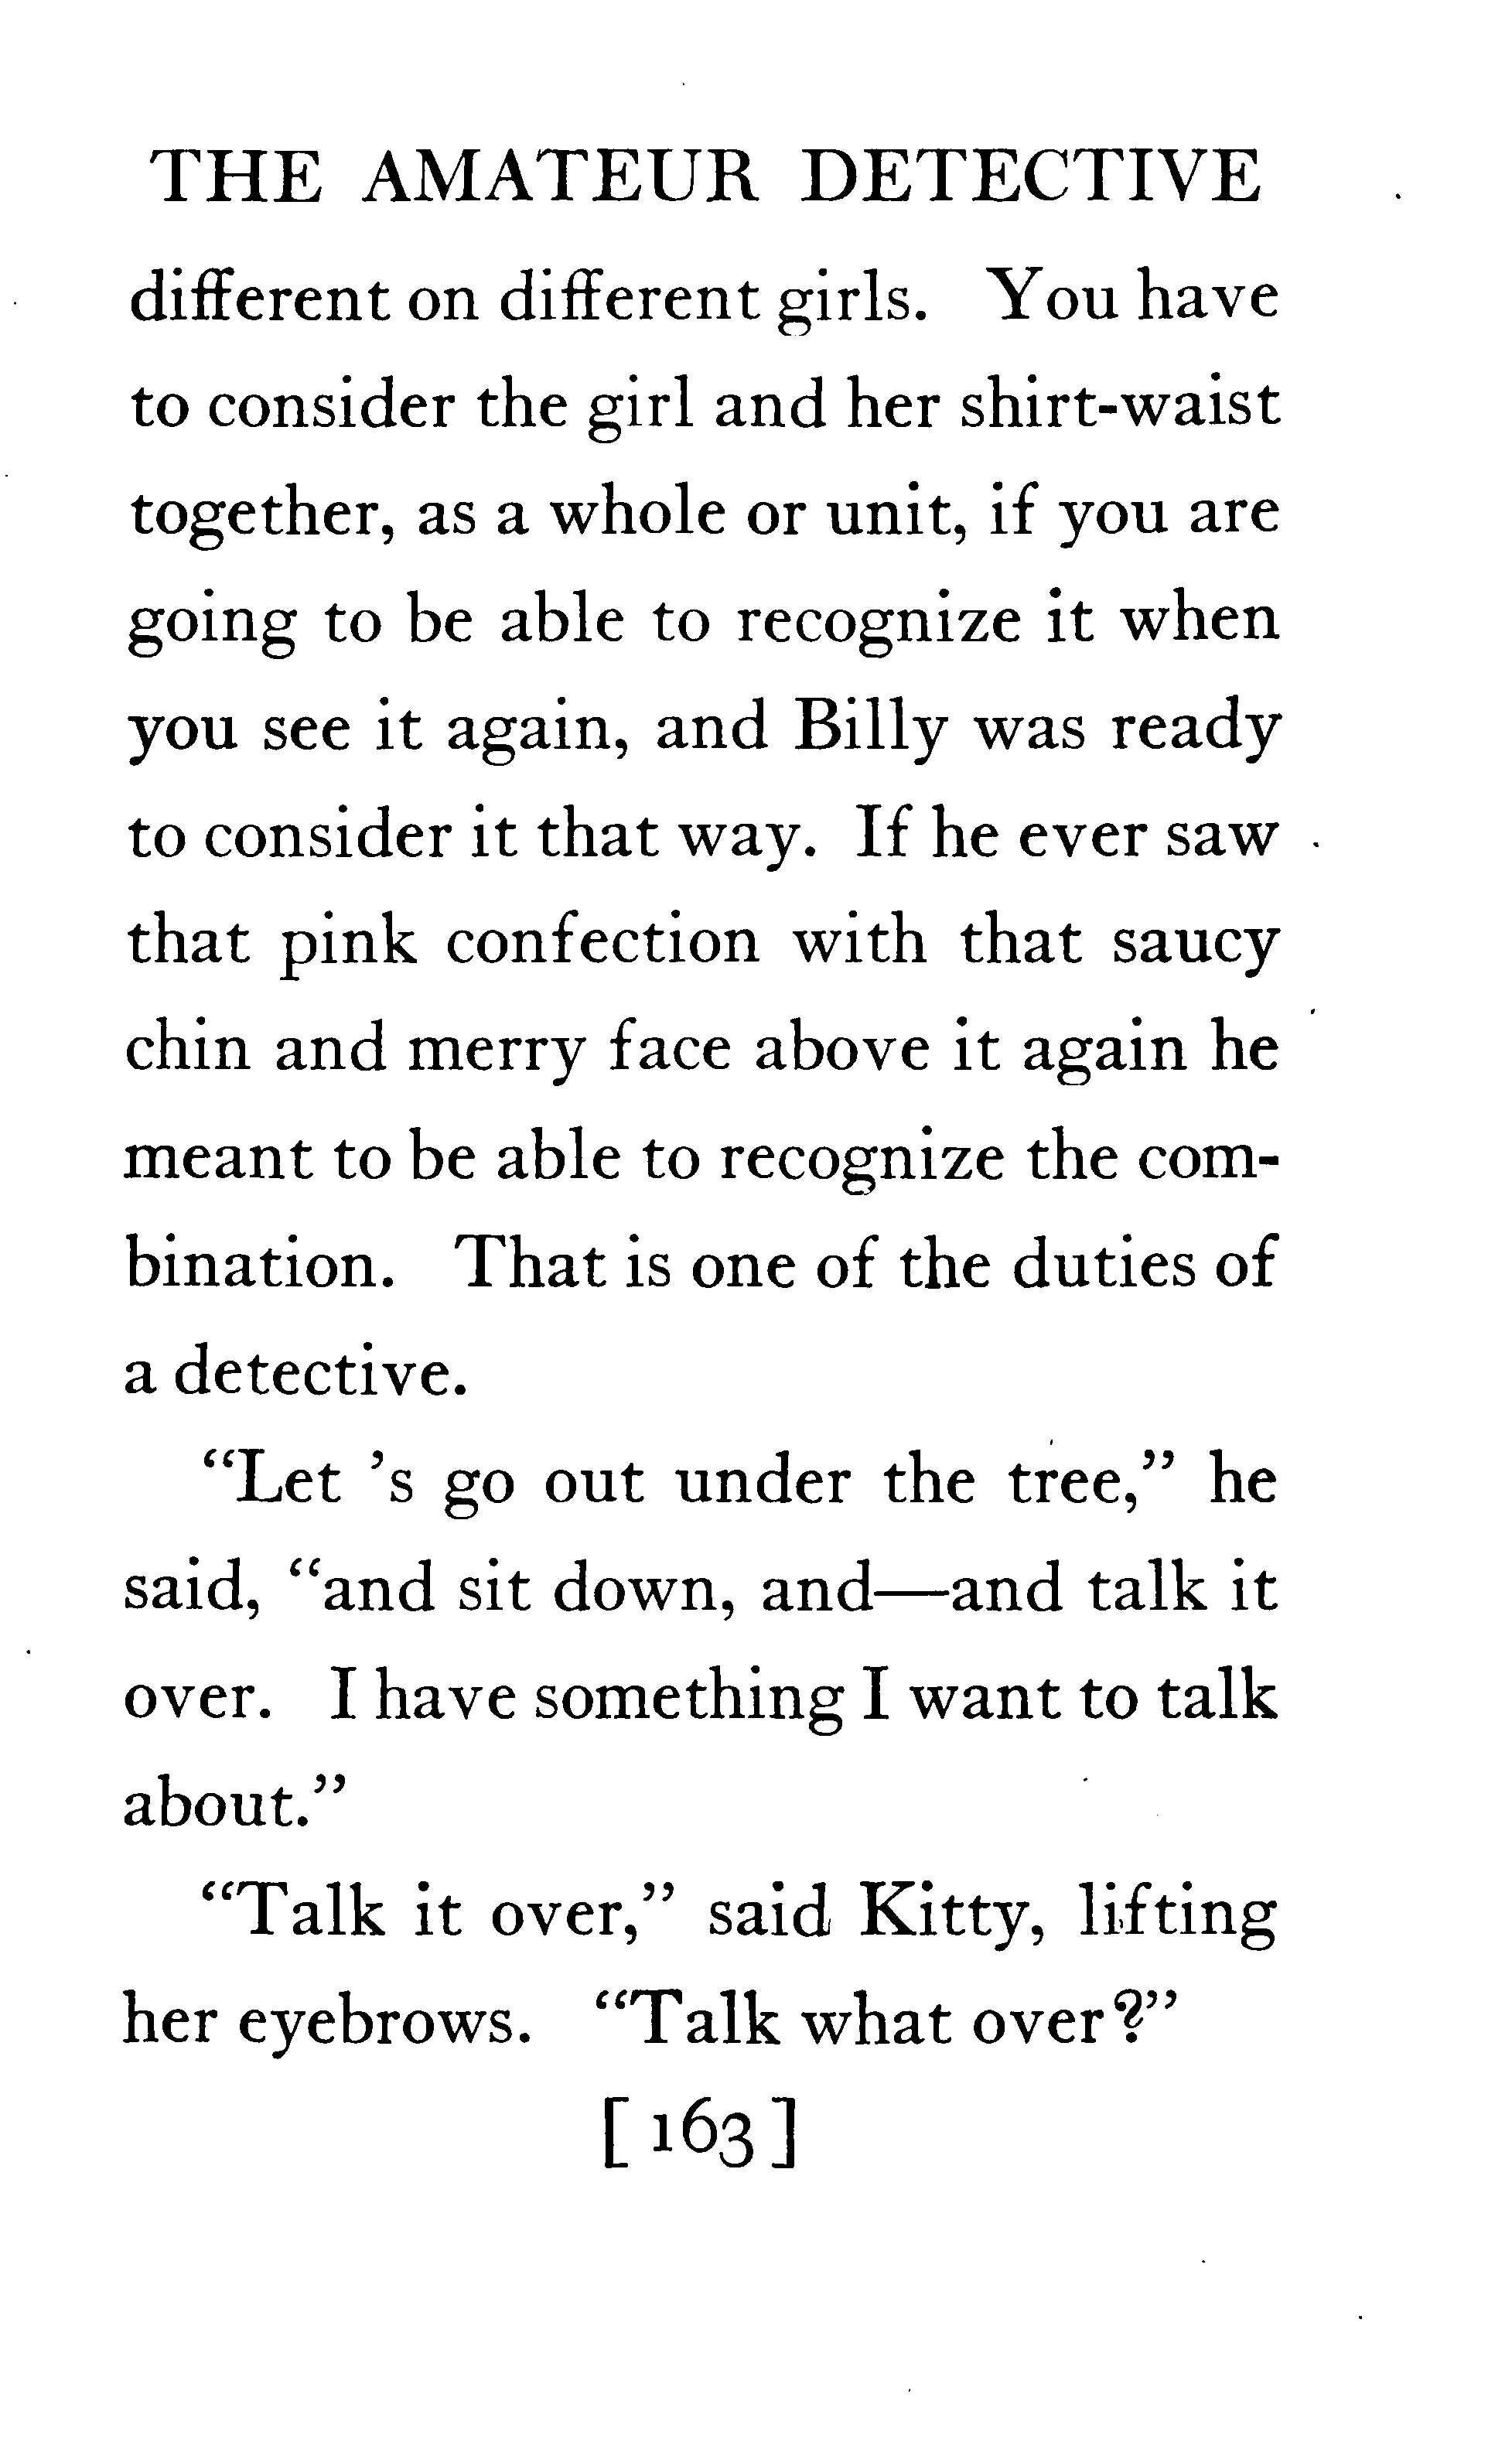 THE AMATEUR DETECTIVE
different on different girls. You have
to consider the girl and her shirt-waist
together, as a whole or unit, if you are
going to be able to recognize it when
you see it again, and Billy was ready
to consider it that way. If he ever saw
that pink confection with that saucy
chin and merry face above it again he
meant to be able to recognize the com-
bination. That is one of the duties of
a detective.
“Let ’s go out under the tree,” he
said, “and sit down, and—and talk it
over. I have something I want to talk
about.”
“Talk it over,” said Kitty, lifting
her eyebrows. “Talk what over?”
[163]